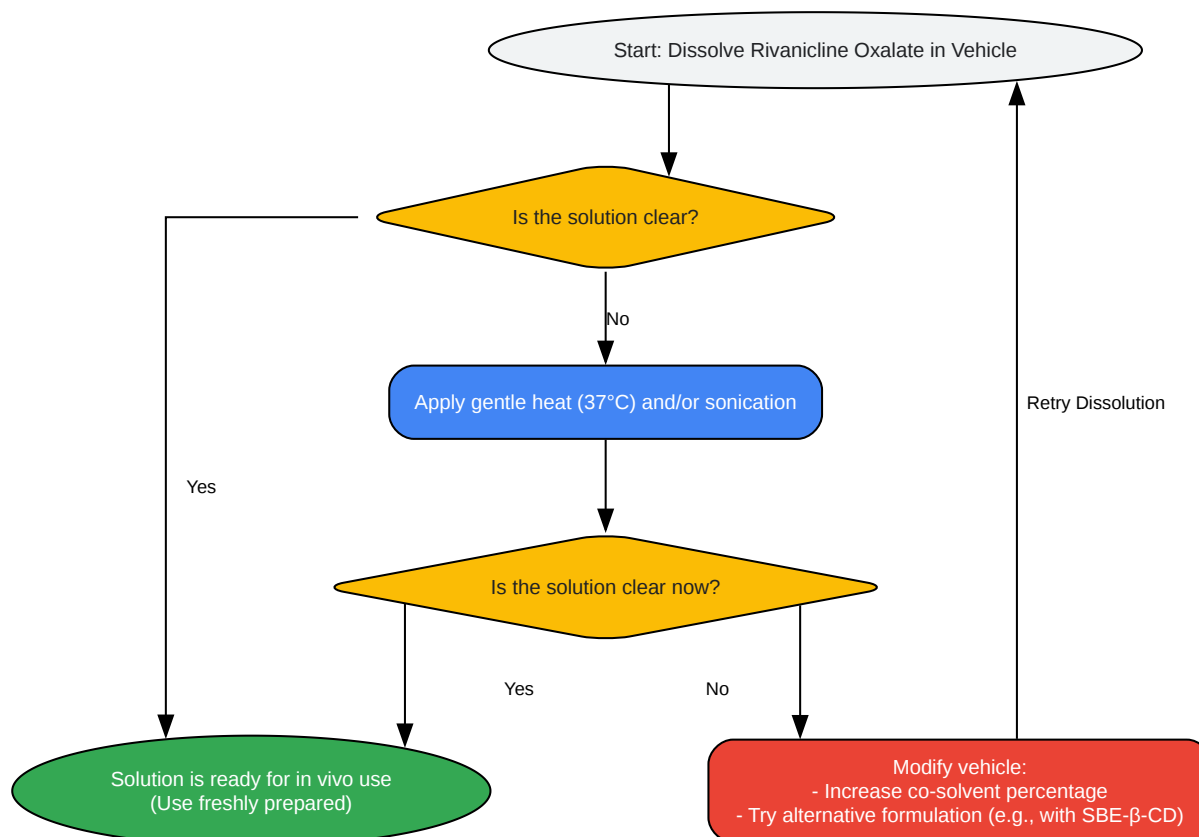 Start: Dissolve Rivanicline Oxalate in Vehicle
Is the solution clear?
No
Apply gentle heat (37°C) and/or sonication
Retry Dissolution
Yes
Is the solution clear now?
Yes
No
Solution is ready for in vivo use
(Use freshly prepared)
Modify vehicle:
- Increase co-solvent percentage
- Try alternative formulation (e.g., with SBE-β-CD)